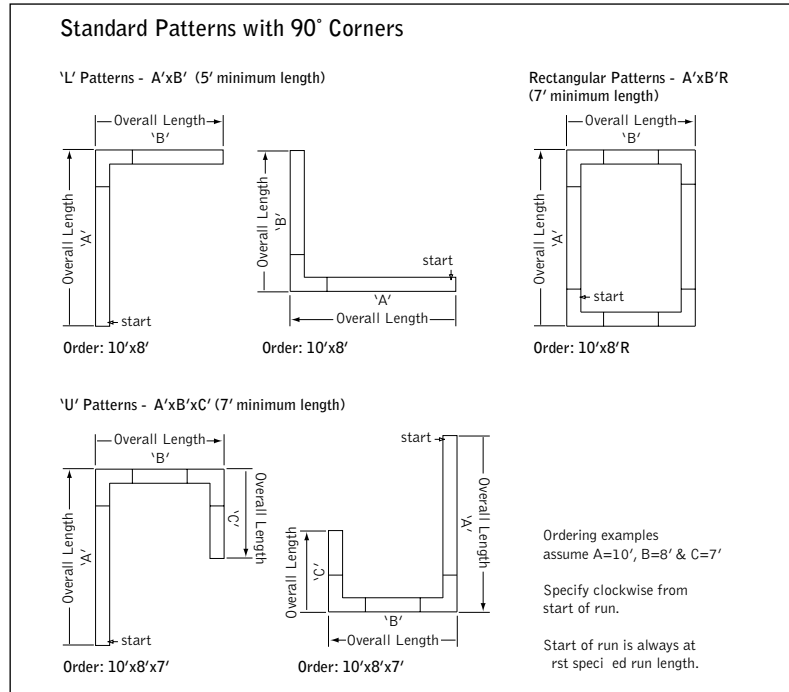 Standard Patterns with 90° Corners
‘L’ Patterns - A’xB’ (5’ minimum length)
Overall Length
‘B’
Overall Length
‘A’
start
Order: 10’x8’
Overall Length
‘B’
start
‘A’
Overall Length
Order: 10’x8’
Rectangular Patterns - A’xB’R
(7’ minimum length)
Overall Length
‘B’
Overall Length
‘A’
start
Order: 10’x8’R
‘U’ Patterns - A’xB’xC’ (7’ minimum length)
Overall Length
‘B’
Overall Length
‘A’
‘C’
Overall Length
start
Order: 10’x8’x7’
start
Overall Length
‘A’
Overall Length
‘C’
‘B’
Overall Length
Order: 10’x8’x7’
Ordering examples
assume A=10’, B=8’ & C=7’
Specify clockwise from
start of run.
Start of run is always at
rst speci ed run length.